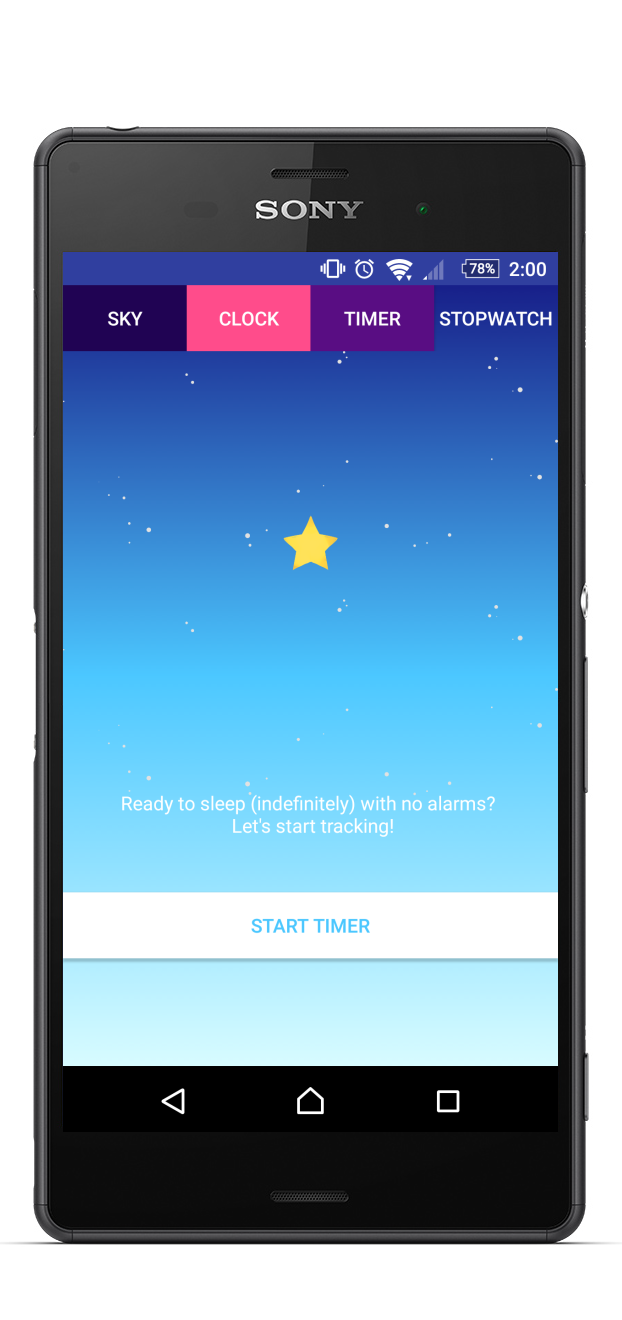 SONY
78% 2:00
SKY CLOCK TIMER STOPWATCH
Ready to sleep (indefinitely) with no alarms?
Let's start tracking!
START TIMER